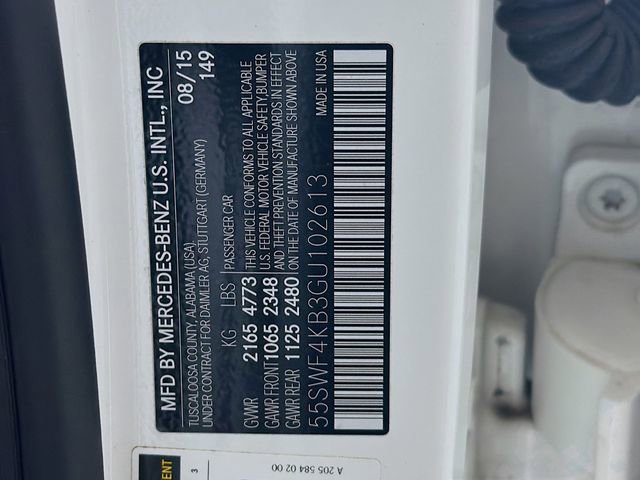 MFD BY MERCEDES-BENZ U.S. INTL., INC
TUSCALOOSA COUNTY, ALABAMA (USA)
UNDER CONTRACT FOR DAIMLER AG, STUTTGART (GERMANY)
08/15
149
KG LBS
GVWR 2165 4773
GAWR FRONT 1065 2348
GAWR REAR 1125 2480
PASSENGER CAR
THIS VEHICLE CONFORMS TO ALL APPLICABLE
U.S. FEDERAL MOTOR VEHICLE SAFETY, BUMPER
AND THEFT PREVENTION STANDARDS IN EFFECT
ON THE DATE OF MANUFACTURE SHOWN ABOVE
55SWF4KB3GU102613
MADE IN USA
3
A 205 584 02 00